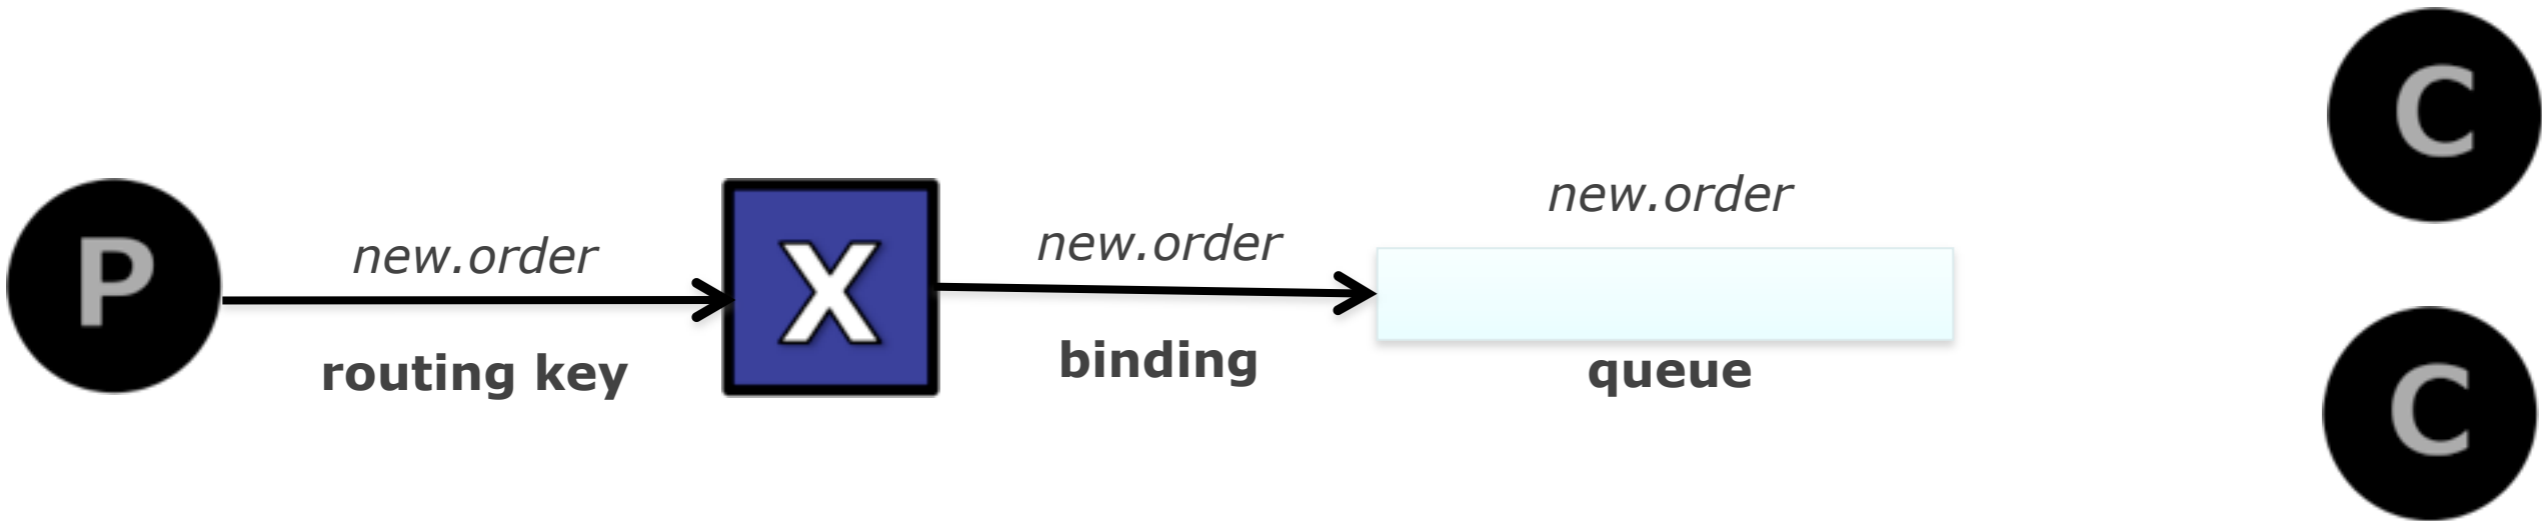 P
new.order
routing key
X
new.order
binding
new.order
queue
C
C